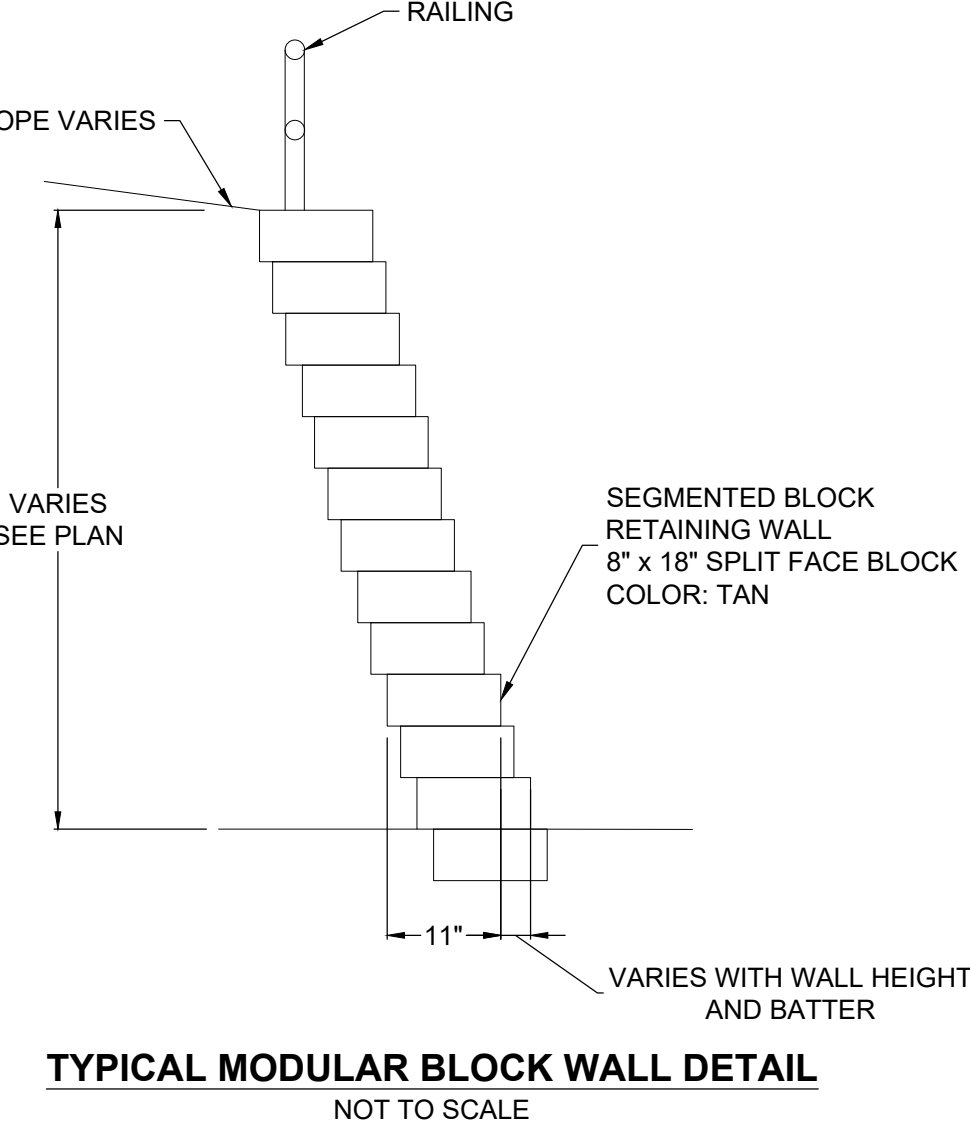 RAILING
OPE VARIES
VARIES
SEE PLAN
SEGMENTED BLOCK
RETAINING WALL
8" x 18" SPLIT FACE BLOCK
COLOR: TAN
11"
VARIES WITH WALL HEIGHT
AND BATTER
TYPICAL MODULAR BLOCK WALL DETAIL
NOT TO SCALE